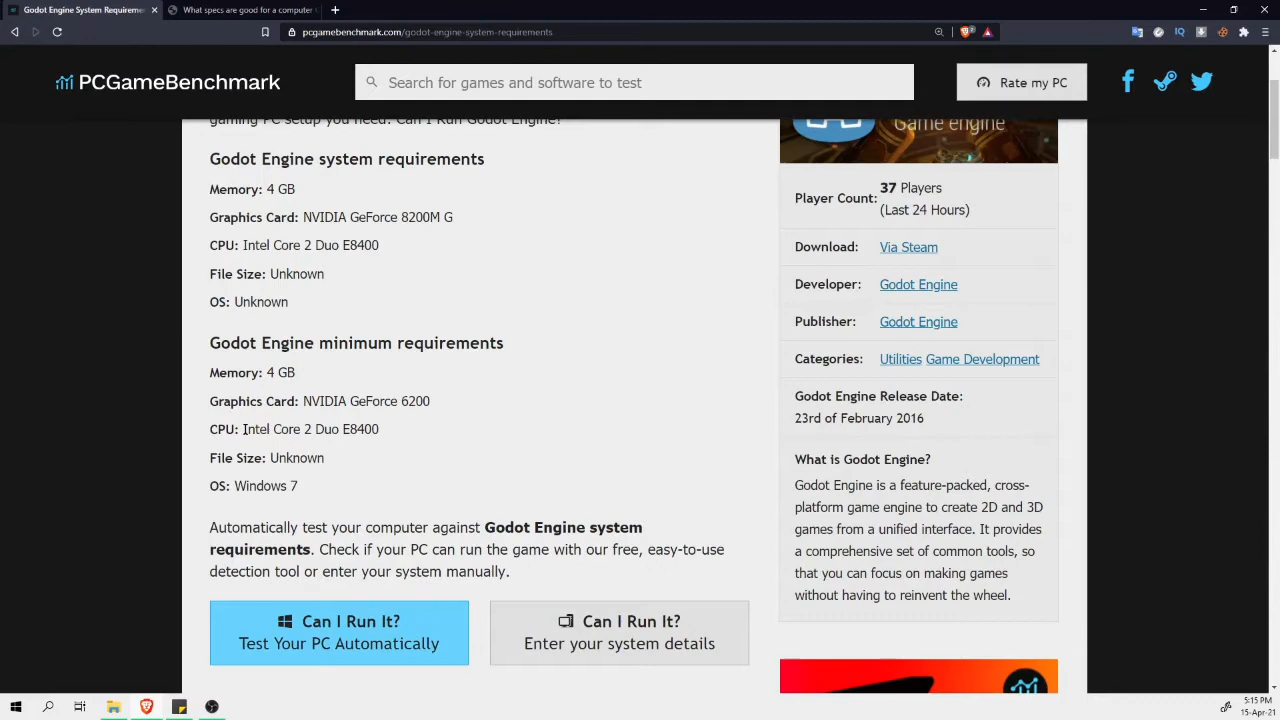 Godot Engine System Requireme
What specs are good for a computer
pcgamebenchmark.com/godot-engine-system-requirements
PCGameBenchmark
Search for games and software to test
Rate my PC
gaming PC setup you need. Can I Run Godot Engine?
Godot Engine system requirements
Memory: 4 GB
Graphics Card: NVIDIA GeForce 8200M G
CPU: Intel Core 2 Duo E8400
File Size: Unknown
OS: Unknown
Godot Engine minimum requirements
Memory: 4 GB
Graphics Card: NVIDIA GeForce 6200
CPU: Intel Core 2 Duo E8400
File Size: Unknown
OS: Windows 7
Automatically test your computer against Godot Engine system
requirements. Check if your PC can run the game with our free, easy-to-use
detection tool or enter your system manually.
Can I Run It?
Test Your PC Automatically
Can I Run It?
Enter your system details
Game engine
Player Count: 37 Players
(Last 24 Hours)
Download: Via Steam
Developer: Godot Engine
Publisher: Godot Engine
Categories: Utilities Game Development
Godot Engine Release Date:
23rd of February 2016
What is Godot Engine?
Godot Engine is a feature-packed, cross-
platform game engine to create 2D and 3D
games from a unified interface. It provides
a comprehensive set of common tools, so
that you can focus on making games
without having to reinvent the wheel.
5:15 PM
15-Apr-21